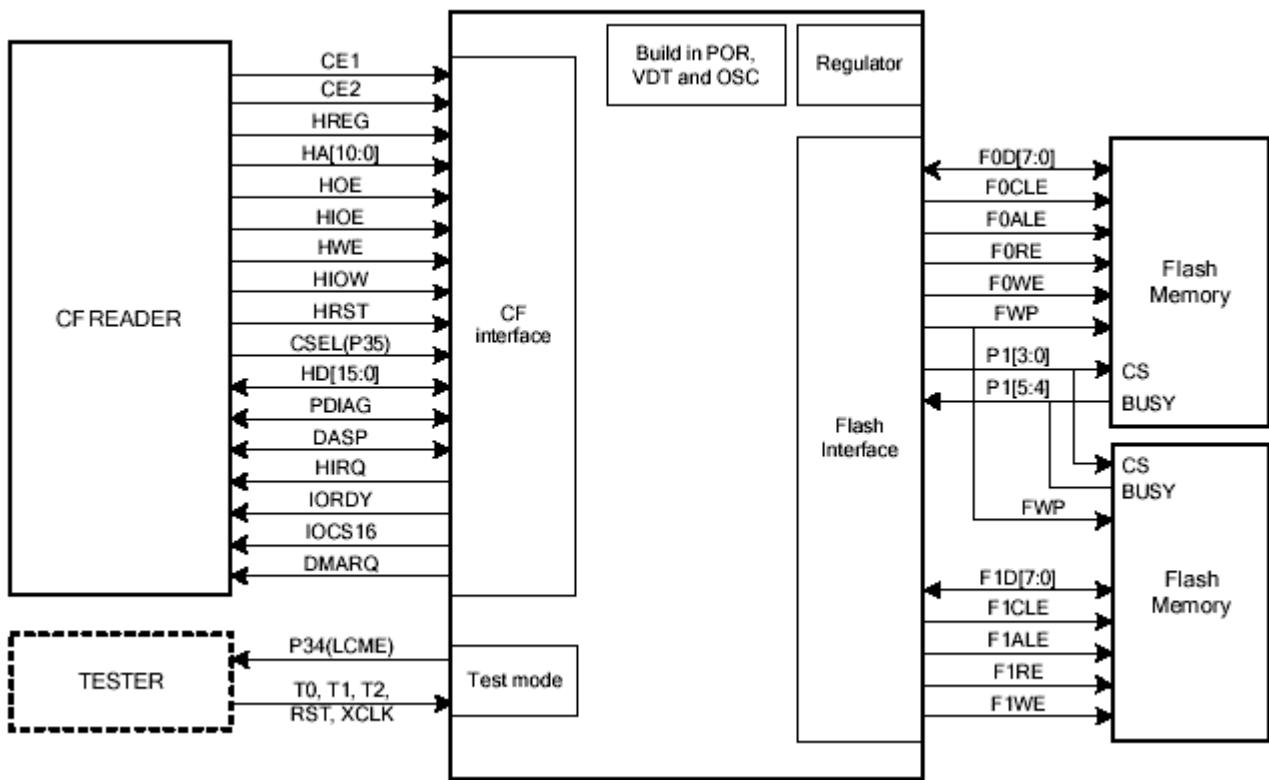 CF READER
CE1
CE2
HREG
HA[10:0]
HOE
HIOE
HWE
HIOW
HRST
CSEL(P35)
HD[15:0]
PDIAG
DASP
HIRQ
IORDY
IOCS16
DMARQ
TESTER
P34(LCME)
T0, T1, T2,
RST, XCLK
CF
interface
Test mode
Build in POR,
VDT and OSC
Regulator
Flash
Interface
F0D[7:0]
F0CLE
F0ALE
F0RE
F0WE
FWP
P1[3:0]
P1[5:4]
Flash
Memory
CS
BUSY
CS
BUSY
FWP
F1D[7:0]
F1CLE
F1ALE
F1RE
F1WE
Flash
Memory